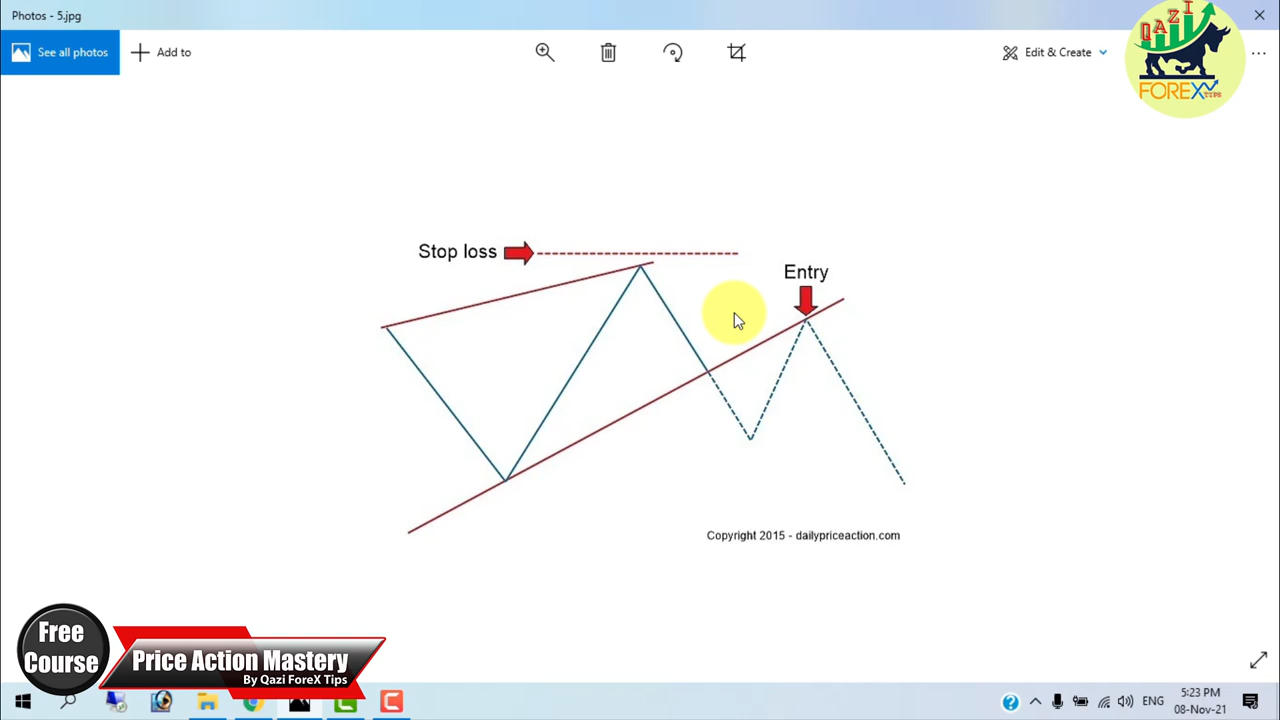 Photos - 5.jpg
See all photos
Add to
Edit & Create
QAZI
FOREX
TIPS
Stop loss
Entry
Copyright 2015 - dailypriceaction.com
Free
Course
Price Action Mastery
By Qazi ForeX Tips
ENG
5:23 PM
08-Nov-21